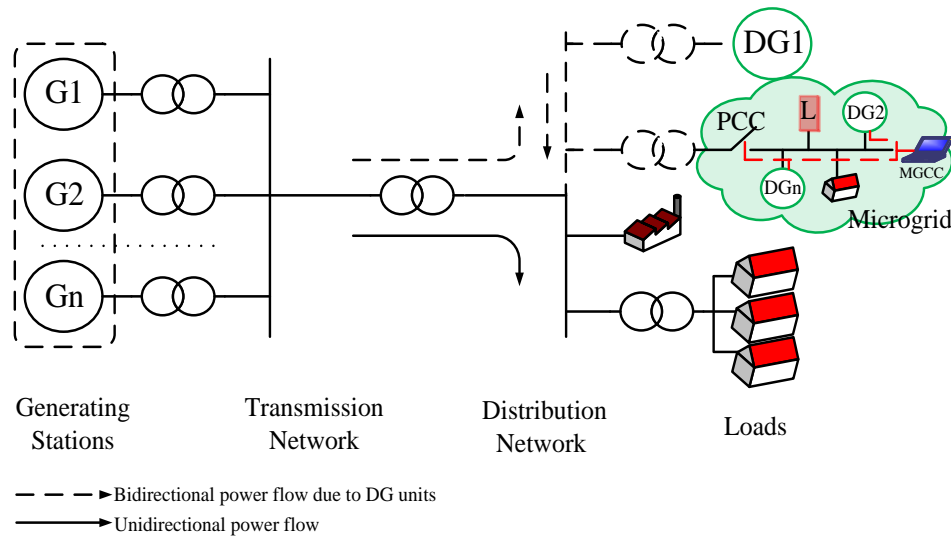 G1
G2
Gn
DG1
PCC
L
DG2
DGn
MGCC
Microgrid
Generating
Stations
Transmission
Network
Distribution
Network
Loads
Bidirectional power flow due to DG units
Unidirectional power flow